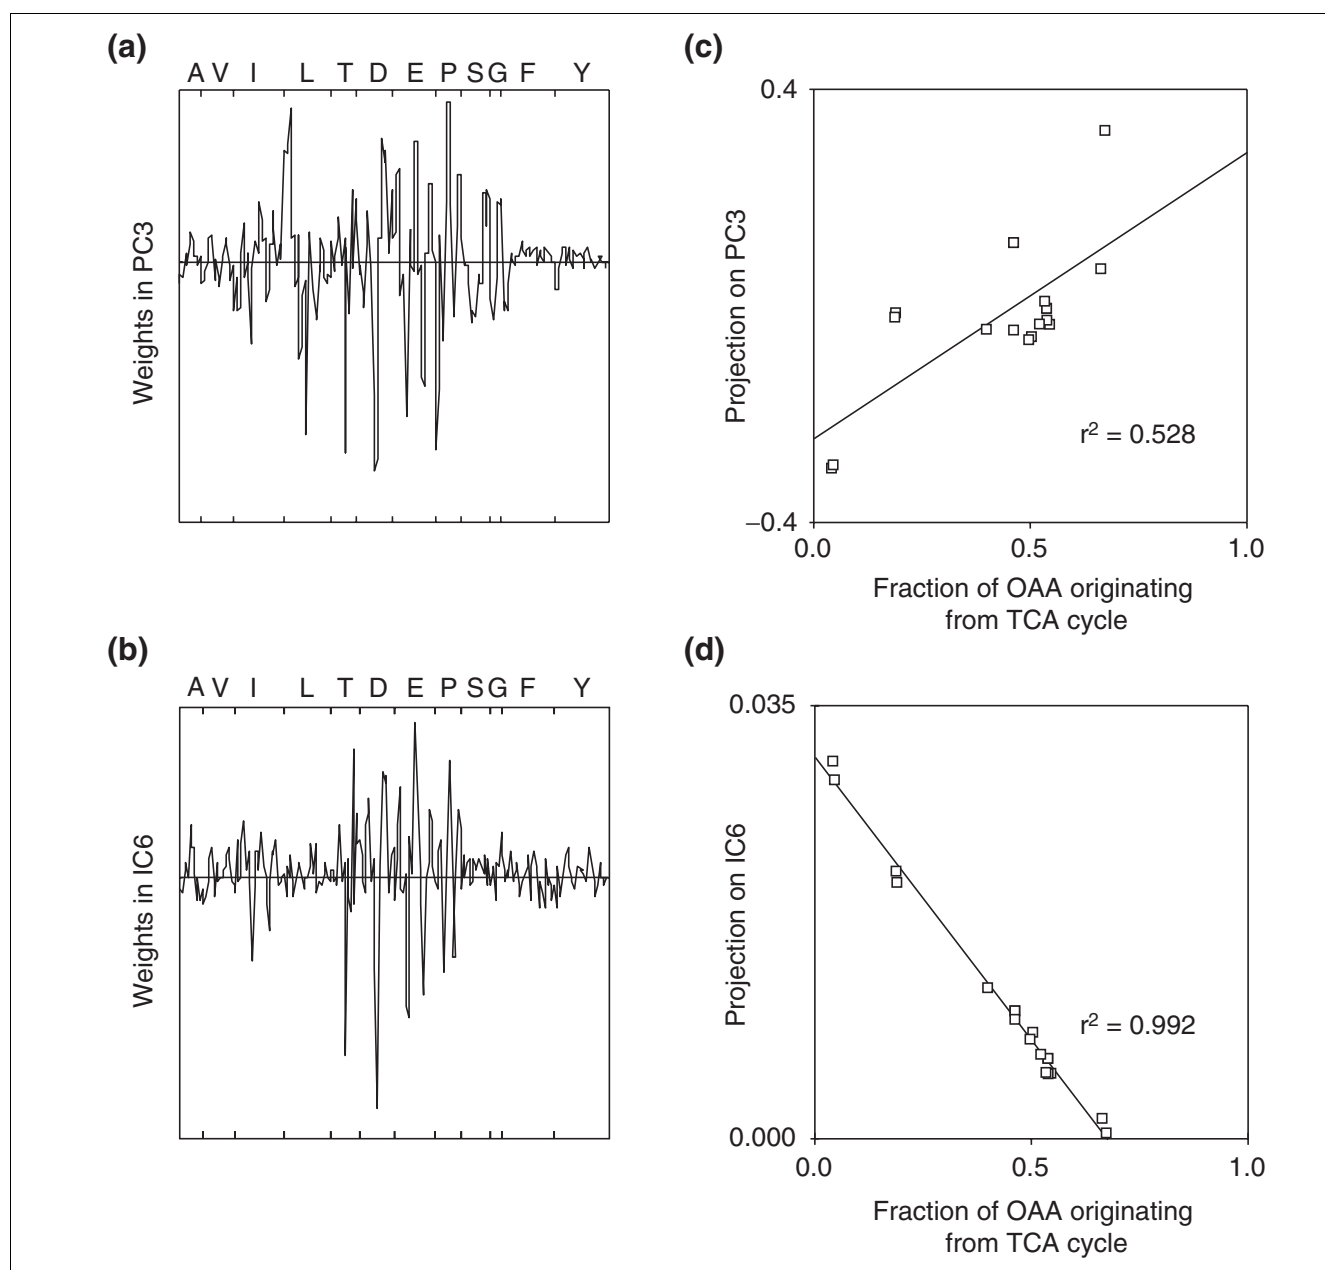 (a)
A V I L T D E P S G F Y
Weights in PC3
(c)
0.4
Projection on PC3
r² = 0.528
−0.4
0.0 0.5 1.0
Fraction of OAA originating
from TCA cycle
(b)
A V I L T D E P S G F Y
Weights in IC6
(d)
0.035
Projection on IC6
r² = 0.992
0.000
0.0 0.5 1.0
Fraction of OAA originating
from TCA cycle